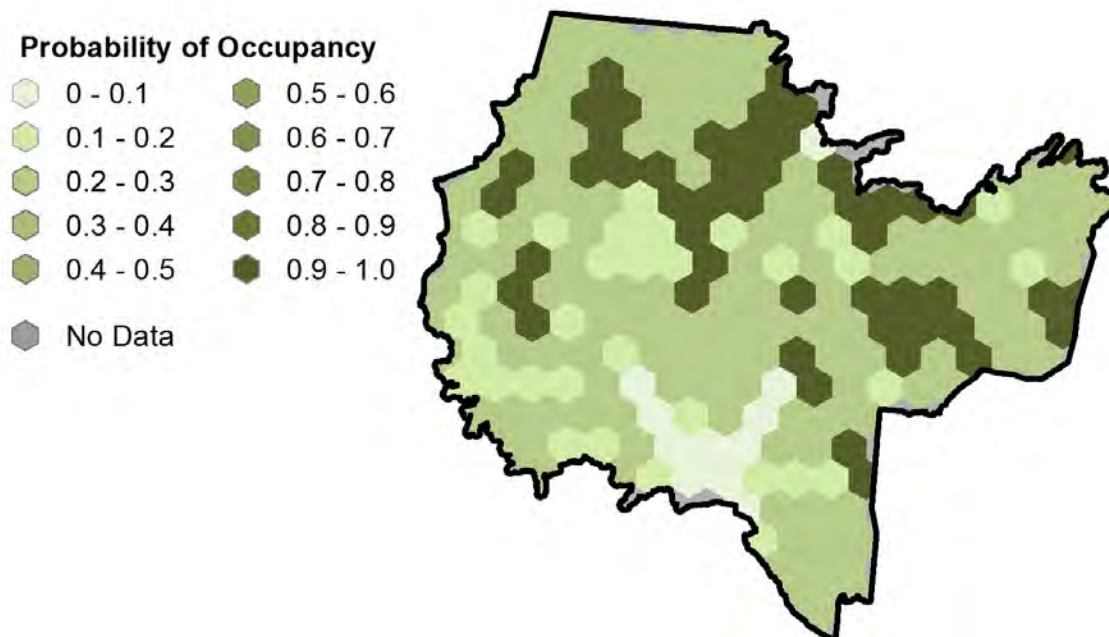 Probability of Occupancy
0 - 0.1
0.1 - 0.2
0.2 - 0.3
0.3 - 0.4
0.4 - 0.5
0.5 - 0.6
0.6 - 0.7
0.7 - 0.8
0.8 - 0.9
0.9 - 1.0
No Data